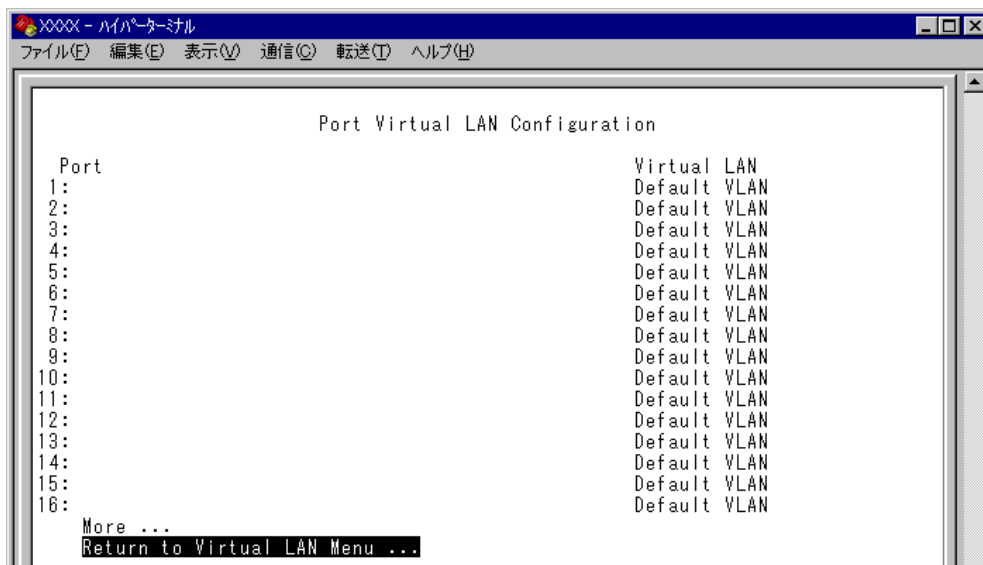 XXXX - ハイパーターミナル
ファイル(F) 編集(E) 表示(V) 通信(C) 転送(T) ヘルプ(H)
Port Virtual LAN Configuration
Port Virtual LAN
1: Default VLAN
2: Default VLAN
3: Default VLAN
4: Default VLAN
5: Default VLAN
6: Default VLAN
7: Default VLAN
8: Default VLAN
9: Default VLAN
10: Default VLAN
11: Default VLAN
12: Default VLAN
13: Default VLAN
14: Default VLAN
15: Default VLAN
16: Default VLAN
More ...
Return to Virtual LAN Menu ...